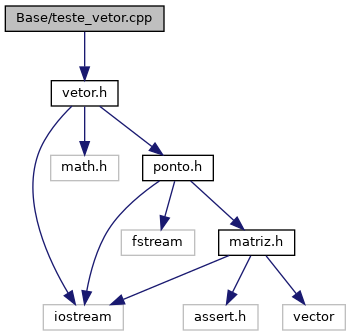 Base/teste_vetor.cpp
vetor.h
math.h
ponto.h
fstream
matriz.h
iostream
assert.h
vector